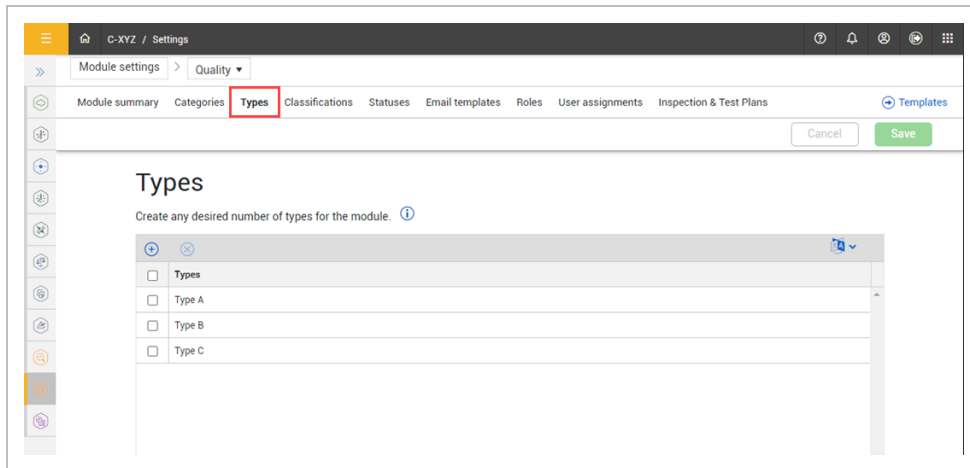 C-XYZ / Settings
Module settings > Quality
Module summary Categories Types Classifications Statuses Email templates Roles User assignments Inspection & Test Plans Templates
Cancel Save
Types
Create any desired number of types for the module.
Types
Type A
Type B
Type C